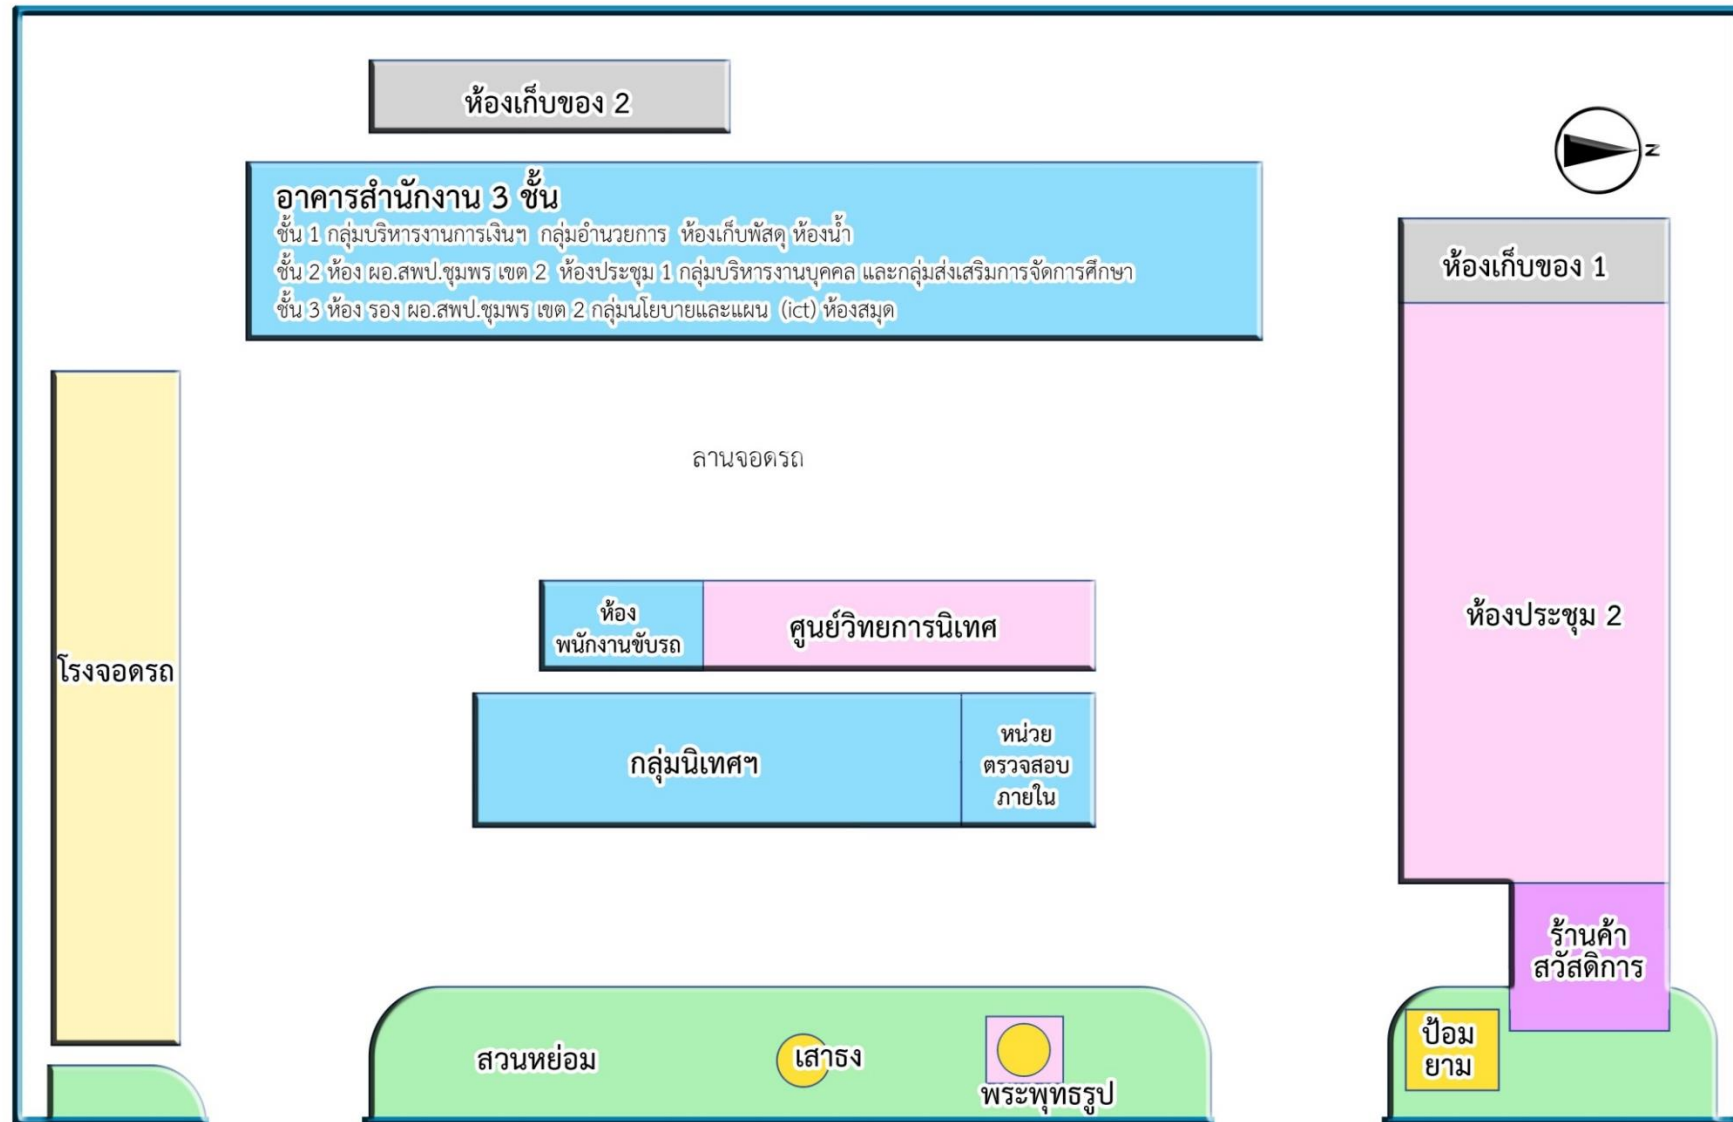 ห้องเก็บของ 2
N
อาคารสำนักงาน 3 ชั้น
ชั้น 1 กลุ่มบริหารงานการเงินฯ กลุ่มอำนวยการ ห้องเก็บพัสดุ ห้องน้ำ
ชั้น 2 ห้อง ผอ.สพป.ชุมพร เขต 2 ห้องประชุม 1 กลุ่มบริหารงานบุคคล และกลุ่มส่งเสริมการจัดการศึกษา
ชั้น 3 ห้อง รอง ผอ.สพป.ชุมพร เขต 2 กลุ่มนโยบายและแผน (ict) ห้องสมุด
ห้องเก็บของ 1
ลานจอดรถ
ห้อง
พนักงานขับรถ
ศูนย์วิทยการนิเทศ
ห้องประชุม 2
โรงจอดรถ
กลุ่มนิเทศฯ
หน่วย
ตรวจสอบ
ภายใน
ร้านค้า
สวัสดิการ
สวนหย่อม
เสาธง
พระพุทธรูป
ป้อม
ยาม